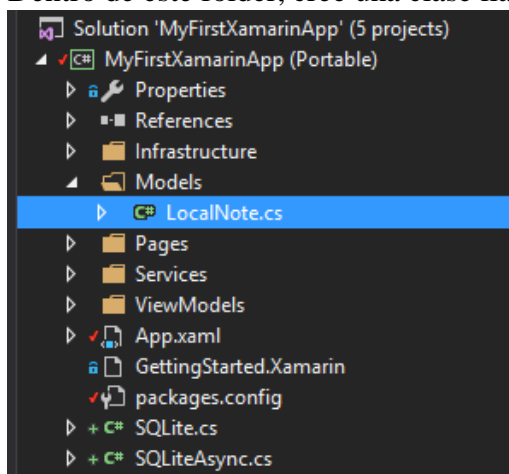 Solution 'MyFirstXamarinApp' (5 projects)
C# MyFirstXamarinApp (Portable)
Properties
References
Infrastructure
Models
C# LocalNote.cs
Pages
Services
ViewModels
App.xaml
GettingStarted.Xamarin
packages.config
+ C# SQLite.cs
+ C# SQLiteAsync.cs